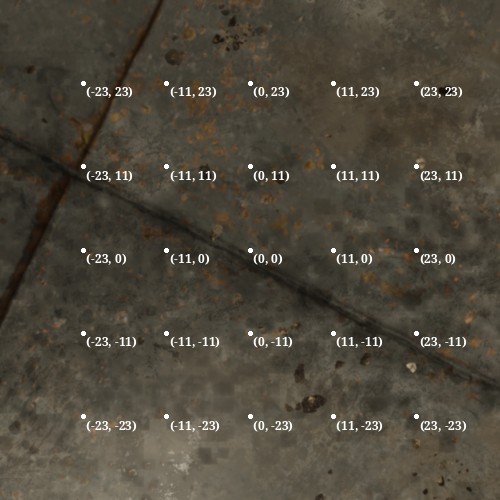 (-23, 23) (-11, 23) (0, 23) (11, 23) (23, 23)
(-23, 11) (-11, 11) (0, 11) (11, 11) (23, 11)
(-23, 0) (-11, 0) (0, 0) (11, 0) (23, 0)
(-23, -11) (-11, -11) (0, -11) (11, -11) (23, -11)
(-23, -23) (-11, -23) (0, -23) (11, -23) (23, -23)